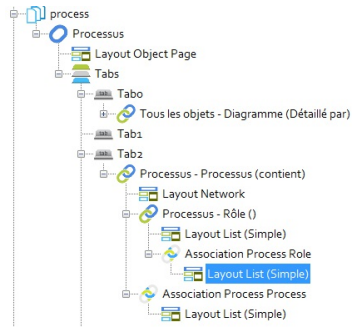 process
Processus
Layout Object Page
Tabs
Tab0
Tous les objets - Diagramme (Détaillé par)
Tab1
Tab2
Processus - Processus (contient)
Layout Network
Processus - Rôle ()
Layout List (Simple)
Association Process Role
Layout List (Simple)
Association Process Process
Layout List (Simple)